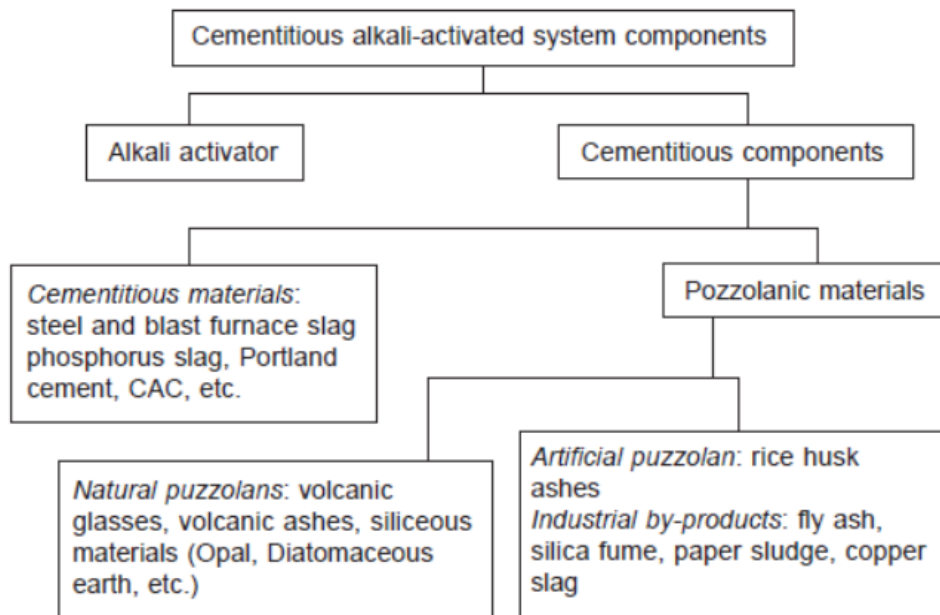 Cementitious alkali-activated system components
Alkali activator
Cementitious components
Cementitious materials:
steel and blast furnace slag
phosphorus slag, Portland
cement, CAC, etc.
Pozzolanic materials
Natural puzzolans: volcanic
glasses, volcanic ashes, siliceous
materials (Opal, Diatomaceous
earth, etc.)
Artificial puzzolan: rice husk
ashes
Industrial by-products: fly ash,
silica fume, paper sludge, copper
slag